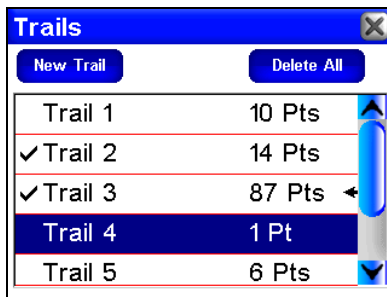 Trails
New Trail Delete All
Trail 1 10 Pts
Trail 2 14 Pts
Trail 3 87 Pts
Trail 4 1 Pt
Trail 5 6 Pts